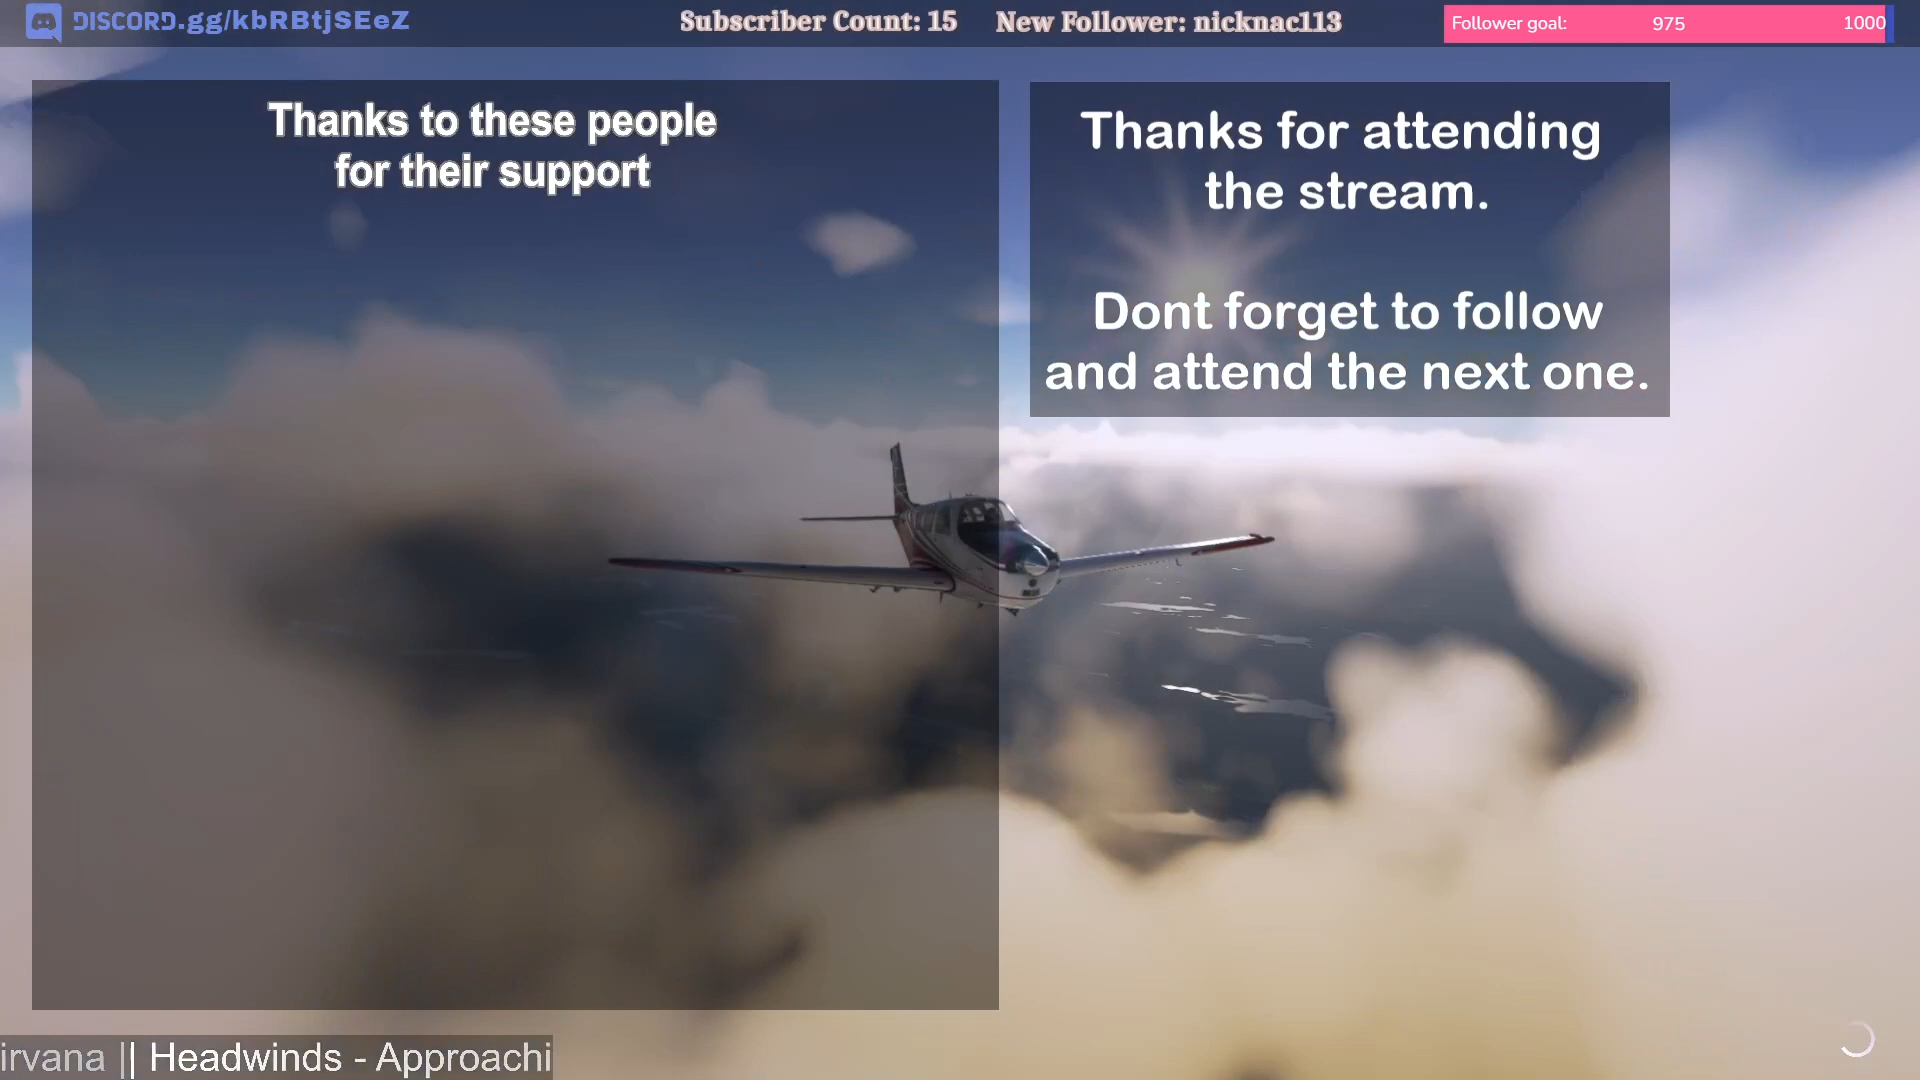 DISCORD.gg/kbRBtjSEeZ
Subscriber Count: 15
New Follower: nicknac113
Follower goal: 975 1000
Thanks to these people
for their support
Thanks for attending
the stream.
Dont forget to follow
and attend the next one.
irvana || Headwinds - Approachi